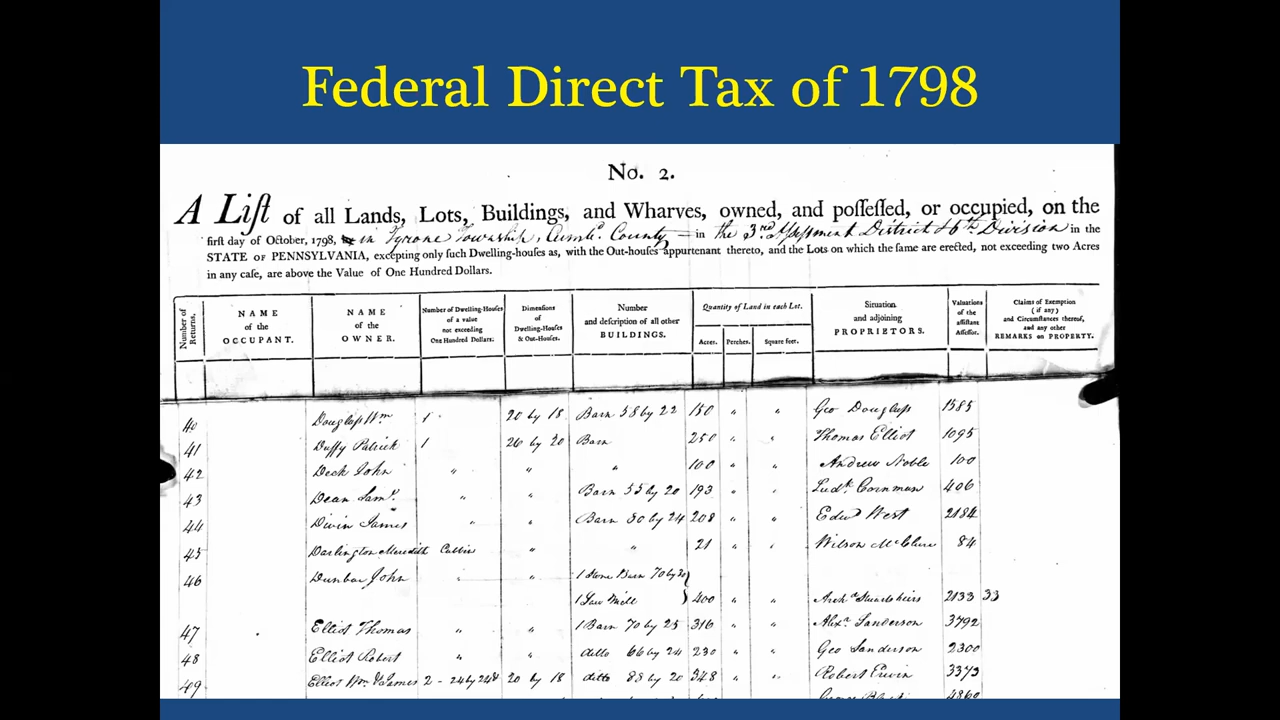 Federal Direct Tax of 1798
No. 2.
A Liſt of all Lands, Lots, Buildings, and Wharves, owned, and poſſeſſed, or occupied, on the
firſt day of October, 1798, in Tyrone Township, Cumbd. County in the 3rd Aſseſsment District 6th Division in the
STATE OF PENNSYLVANIA, excepting only ſuch Dwelling-houſe as, with the Out-houſe appurtenant thereto, and the Lots on which the ſame are erected, not exceeding two Acres
in any caſe, are above the Value of One Hundred Dollars.
Number of Returns.
NAME of the OCCUPANT.
NAME of the OWNER.
Number of Dwelling-Houſes of a value not exceeding One Hundred Dollars.
Dimenſions of Dwelling-Houſes & Out-Houſes.
Number and deſcription of all other BUILDINGS.
Quantity of Land in each Lot.
Acres. Perches. Square feet.
Situation and adjoining PROPRIETORS.
Valuations of the aſſiſtant Aſſeſſor.
Claims of Exemption ( if any ) and Circumſtances thereof, and any other REMARKS on PROPERTY.
40 Douglaſs Wm 1 20 by 18 Barn 58 by 22 150 " " Geo Douglaſs 1585
41 Duffy Patrick 1 26 by 20 Barn 250 " " Thomas Elliot 1095
42 Deck John " " " 100 " " Andrew Noble 100
43 Dean Saml. " " Barn 55 by 20 193 " " Ludk. Cornman 406
44 Divin James " " Barn 80 by 24 208 " " Edwd West 2184
45 Darlington Meredith Cabbin " " 21 " " Wilson McClure 84
46 Dunbar John " " 1 Stone Barn 70 by 30
1 Saw Mill 400 " " Archd Stuarts heirs 2133 33
47 Elliot Thomas " " 1 Barn 70 by 25 316 " " Alexr. Sanderson 3792
48 Elliot Robert " " ditto 66 by 24 230 " " Geo Sanderson 2300
49 Elliot Wm. & James 2 - 24 by 20 by 18 ditto 88 by 20 348 " " Robert Ervin 3373